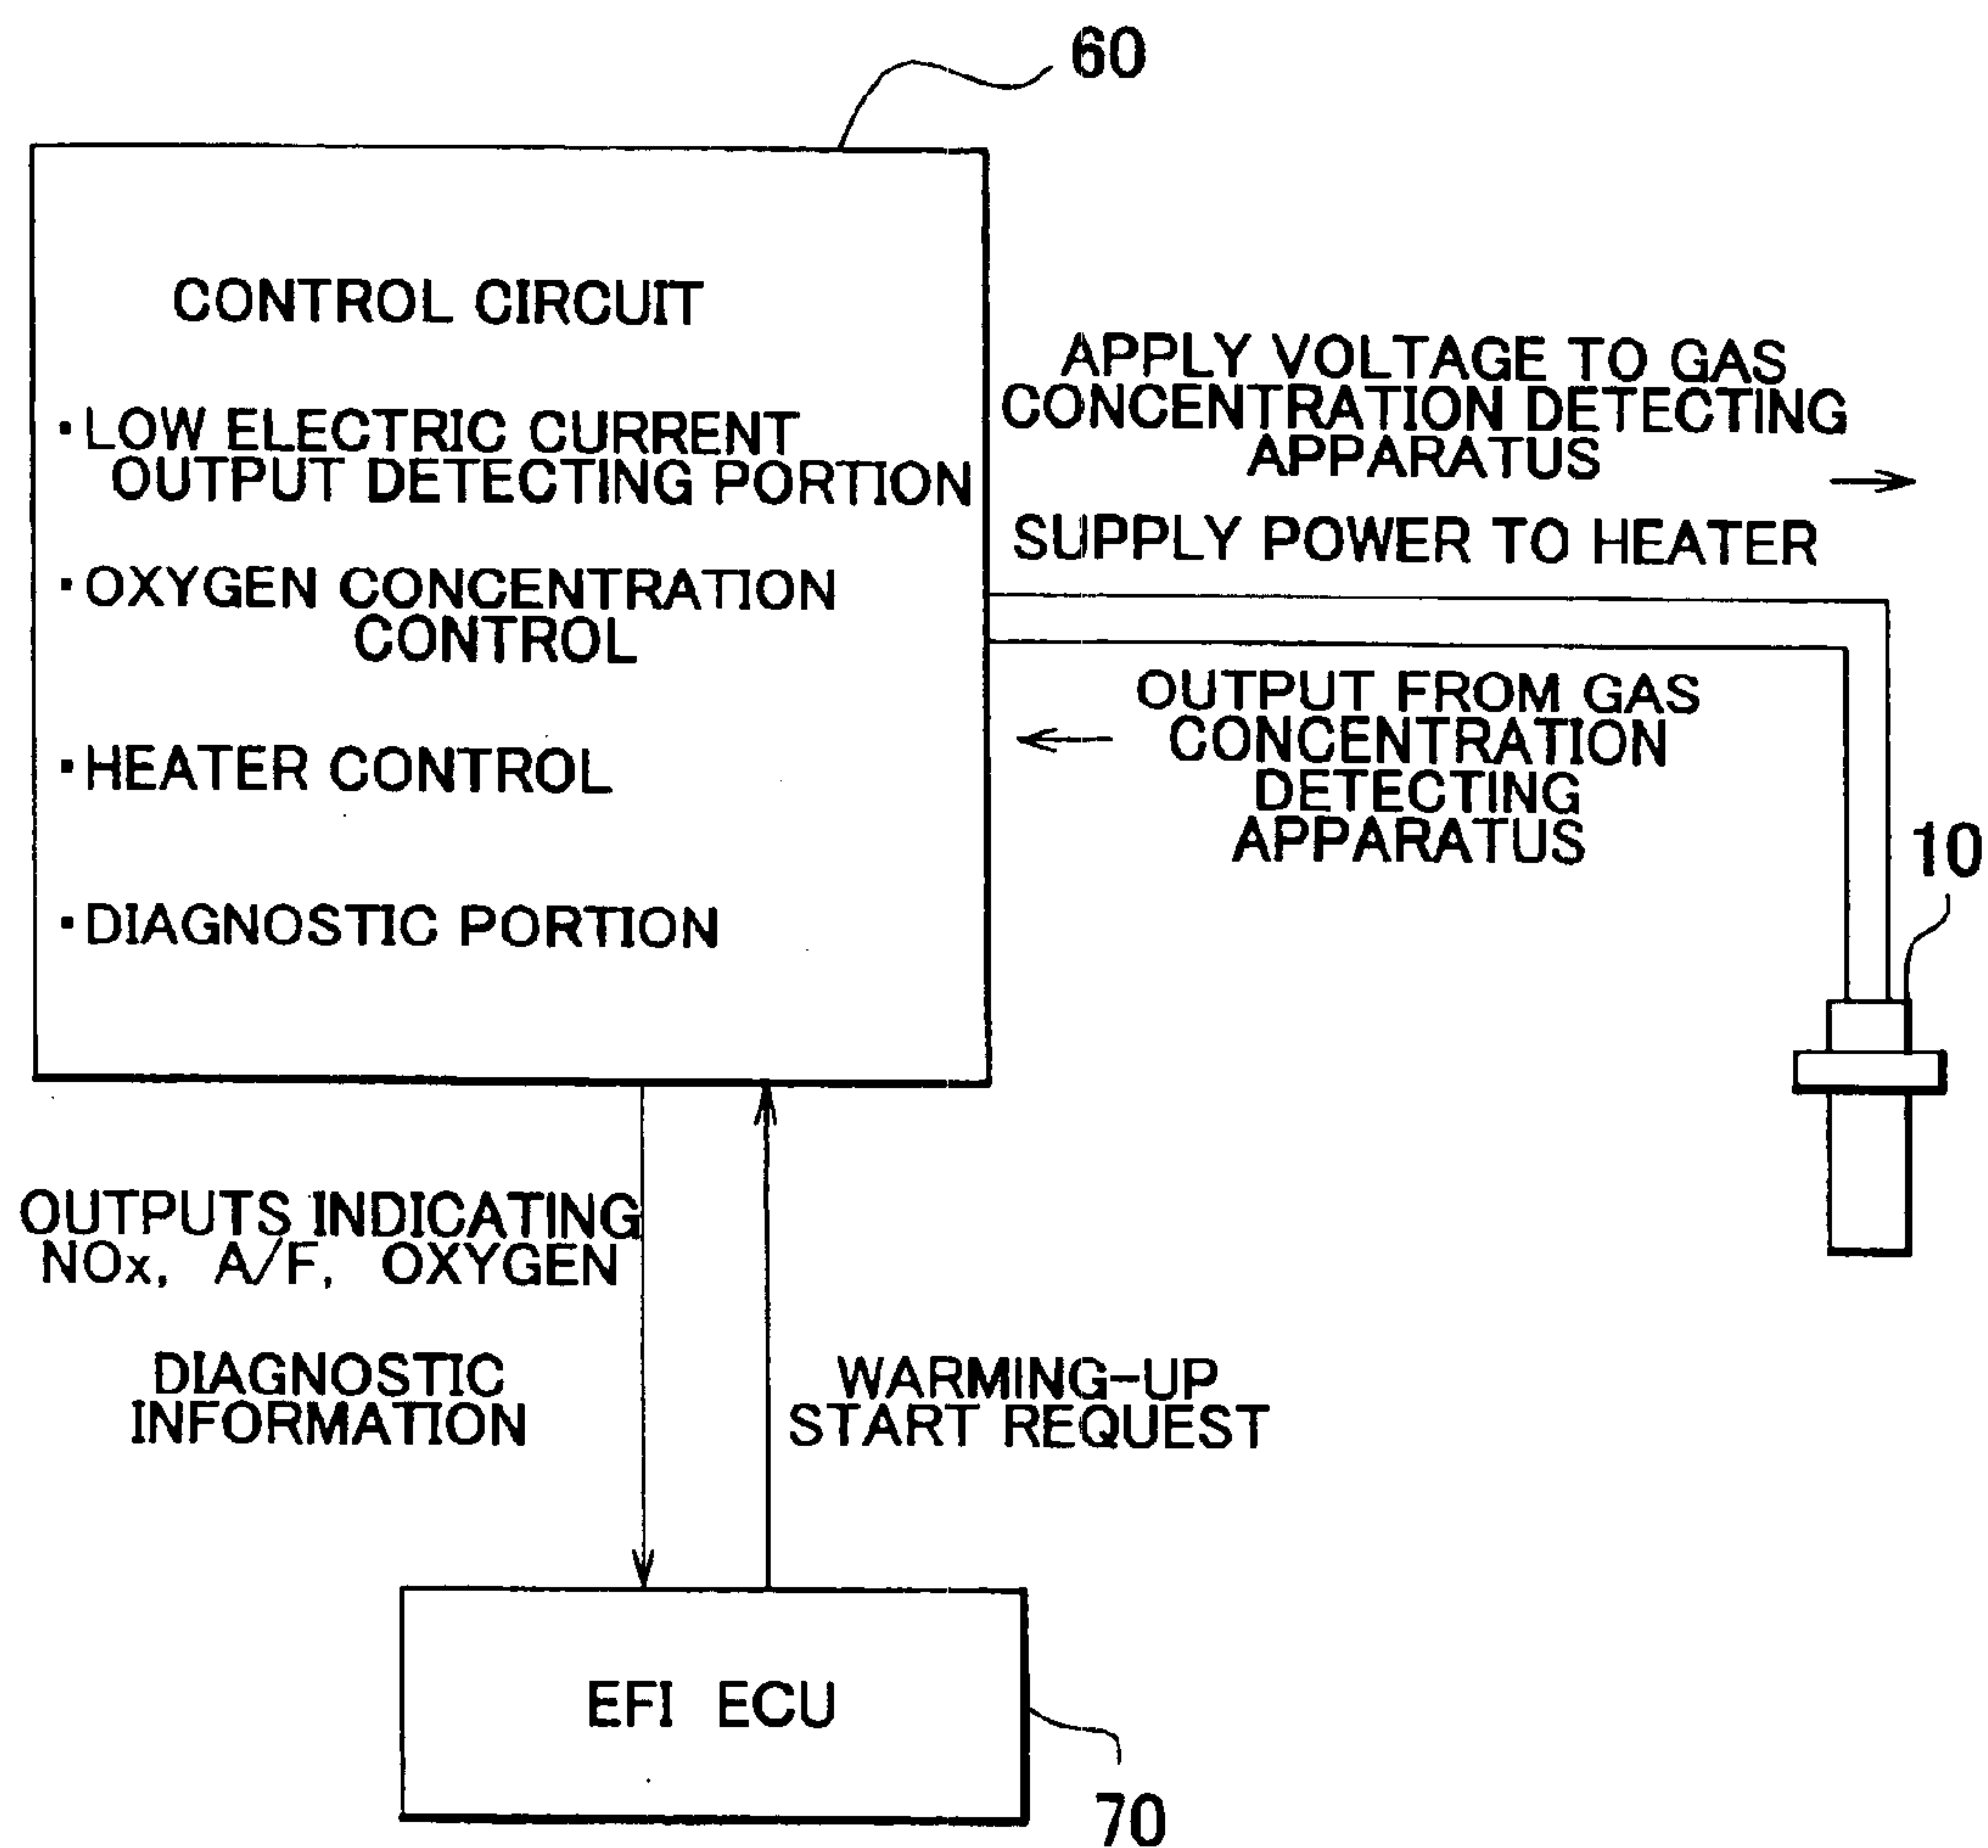 60
CONTROL CIRCUIT
・LOW ELECTRIC CURRENT
OUTPUT DETECTING PORTION
・OXYGEN CONCENTRATION
CONTROL
・HEATER CONTROL
・DIAGNOSTIC PORTION
APPLY VOLTAGE TO GAS
CONCENTRATION DETECTING
APPARATUS
SUPPLY POWER TO HEATER
OUTPUT FROM GAS
CONCENTRATION
DETECTING
APPARATUS
10
OUTPUTS INDICATING
NOx, A/F, OXYGEN
DIAGNOSTIC
INFORMATION
WARMING-UP
START REQUEST
EFI ECU
70